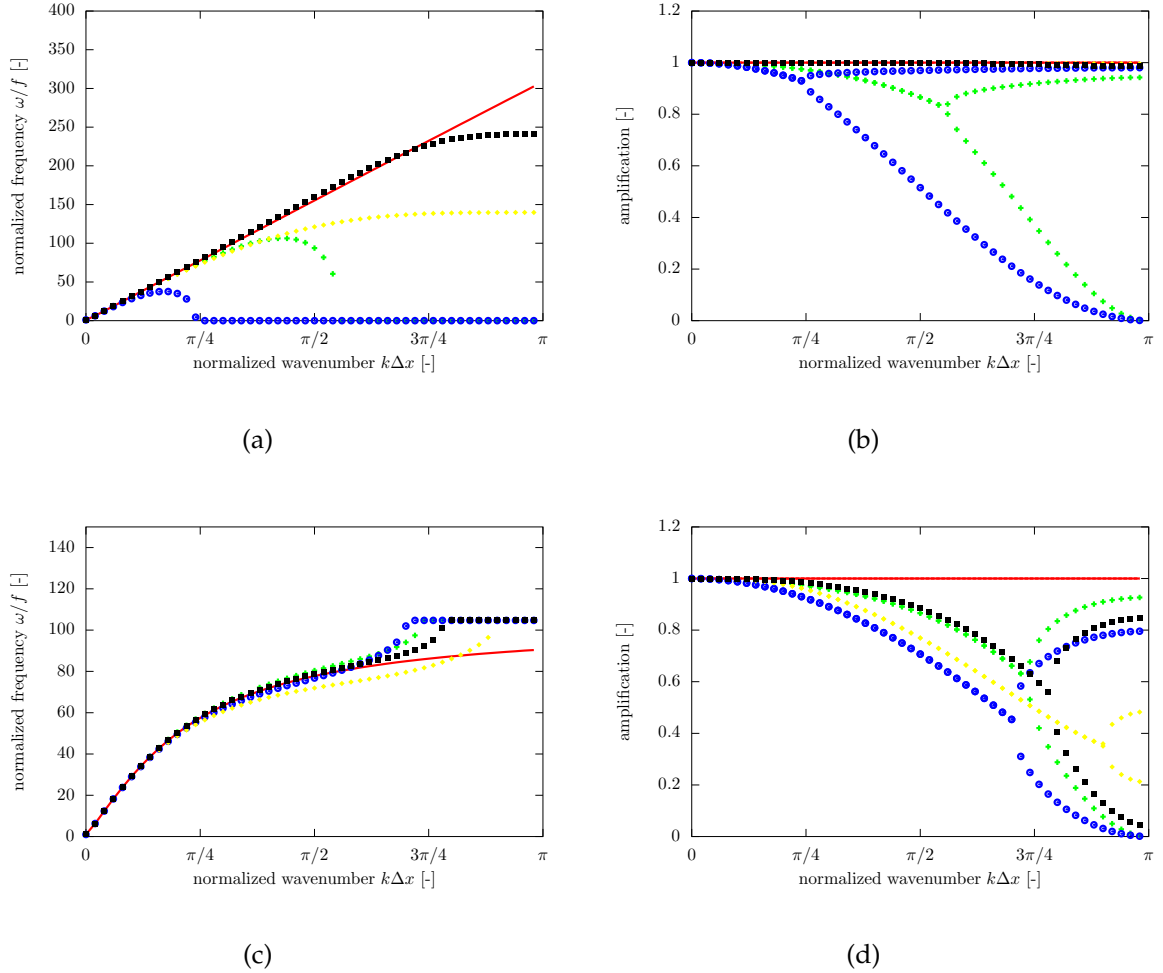 400
350
300
250
200
150
100
50
0
normalized frequency ω/f [-]
0 π/4 π/2 3π/4 π
normalized wavenumber kΔx [-]
(a)
1.2
1
0.8
0.6
0.4
0.2
0
amplification [-]
0 π/4 π/2 3π/4 π
normalized wavenumber kΔx [-]
(b)
140
120
100
80
60
40
20
0
normalized frequency ω/f [-]
0 π/4 π/2 3π/4 π
normalized wavenumber kΔx [-]
(c)
1.2
1
0.8
0.6
0.4
0.2
0
amplification [-]
0 π/4 π/2 3π/4 π
normalized wavenumber kΔx [-]
(d)